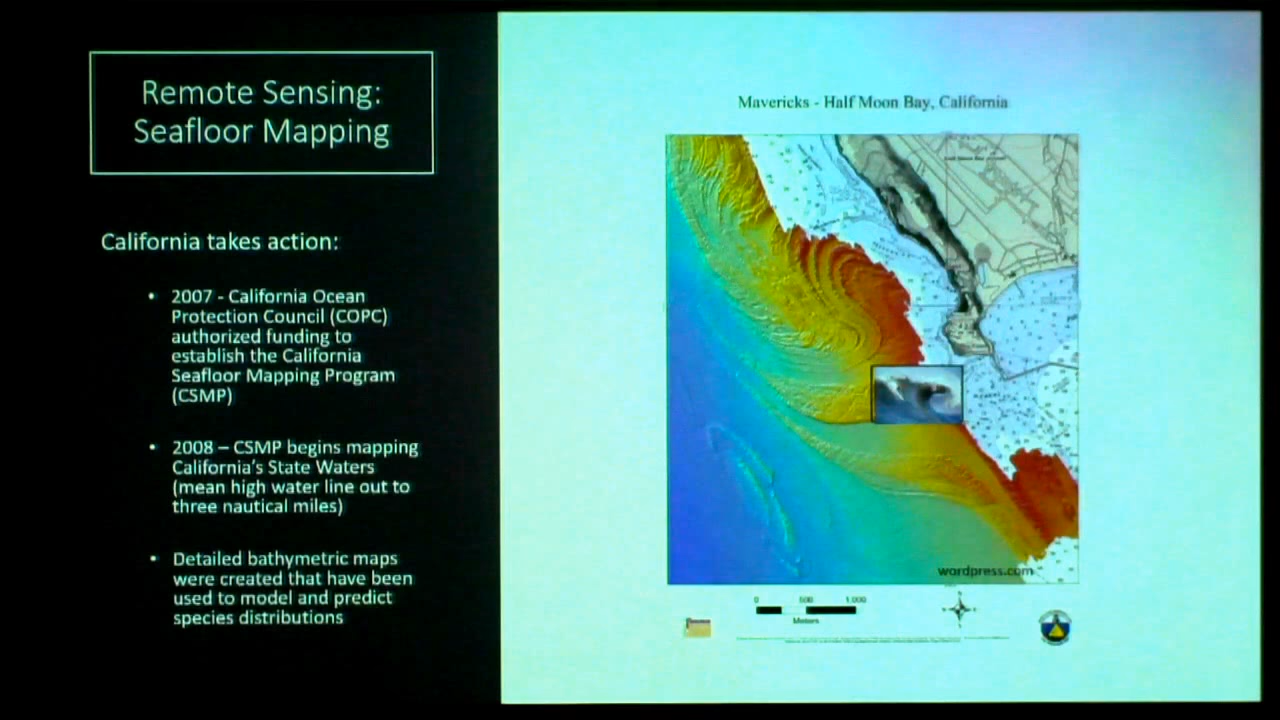 Remote Sensing:
Seafloor Mapping
California takes action:
• 2007 - California Ocean
Protection Council (COPC)
authorized funding to
establish the California
Seafloor Mapping Program
(CSMP)
• 2008 – CSMP begins mapping
California's State Waters
(mean high water line out to
three nautical miles)
• Detailed bathymetric maps
were created that have been
used to model and predict
species distributions
Mavericks - Half Moon Bay, California
wordpress.com
0 500 1,000
Meters